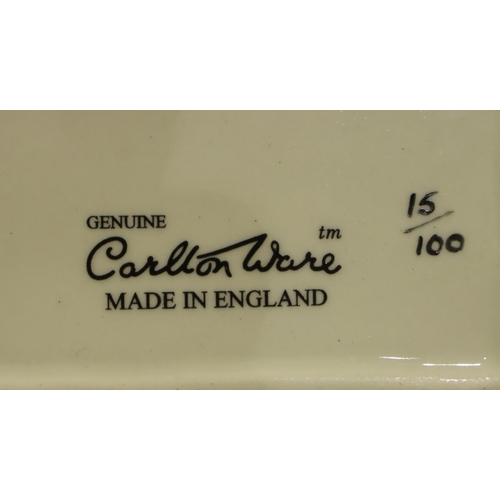 GENUINE
Carlton Ware tm
MADE IN ENGLAND
15/100